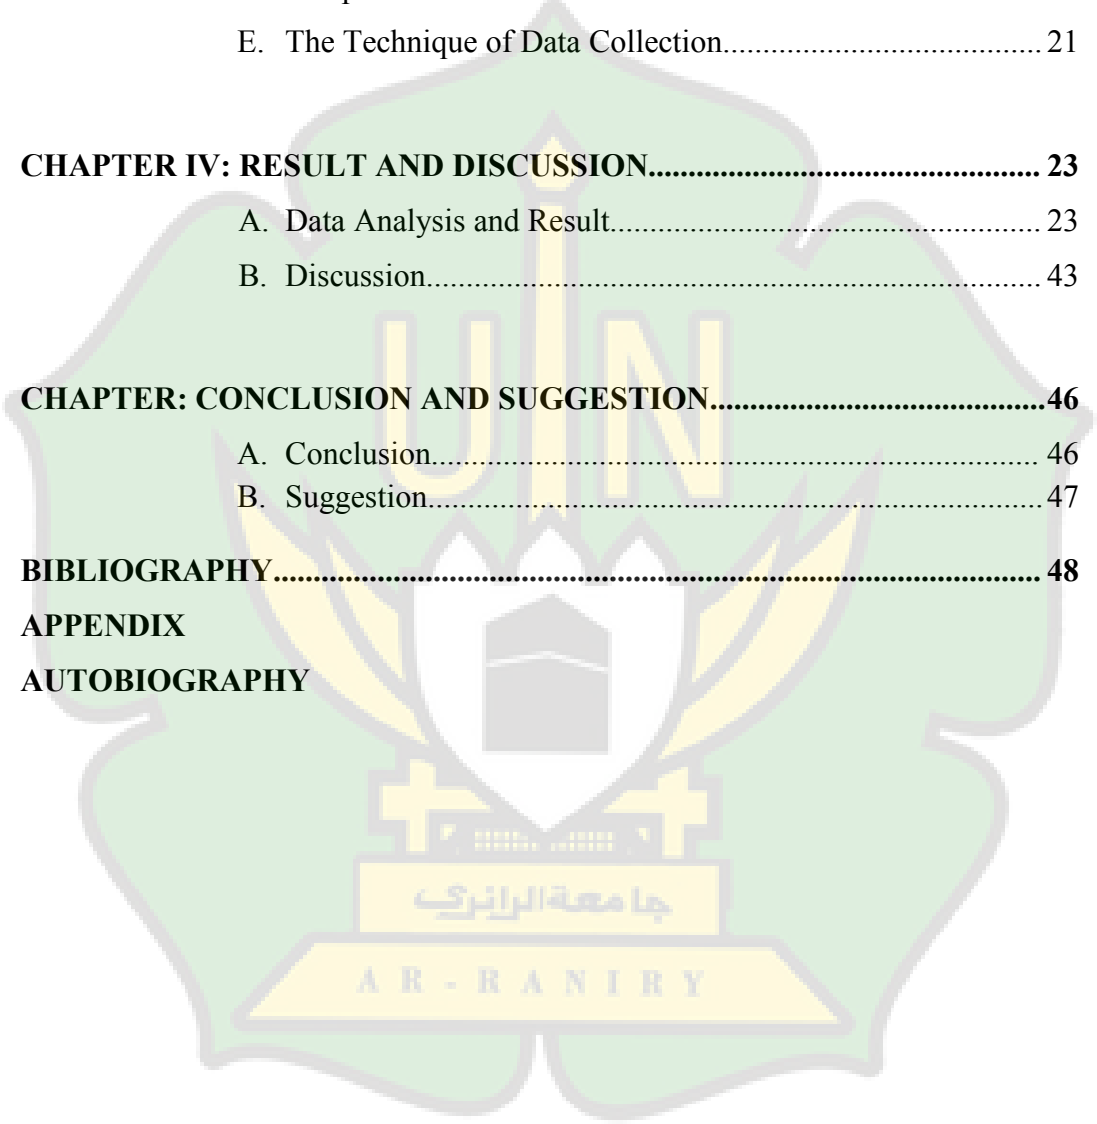 E. The Technique of Data Collection........................................ 21
CHAPTER IV: RESULT AND DISCUSSION.................................................. 23
A. Data Analysis and Result...................................................... 23
B. Discussion............................................................................. 43
CHAPTER: CONCLUSION AND SUGGESTION..........................................46
A. Conclusion............................................................................ 46
B. Suggestion............................................................................. 47
BIBLIOGRAPHY................................................................................................ 48
APPENDIX
AUTOBIOGRAPHY
UIN
جامعة الرانري
AR-RANIRY